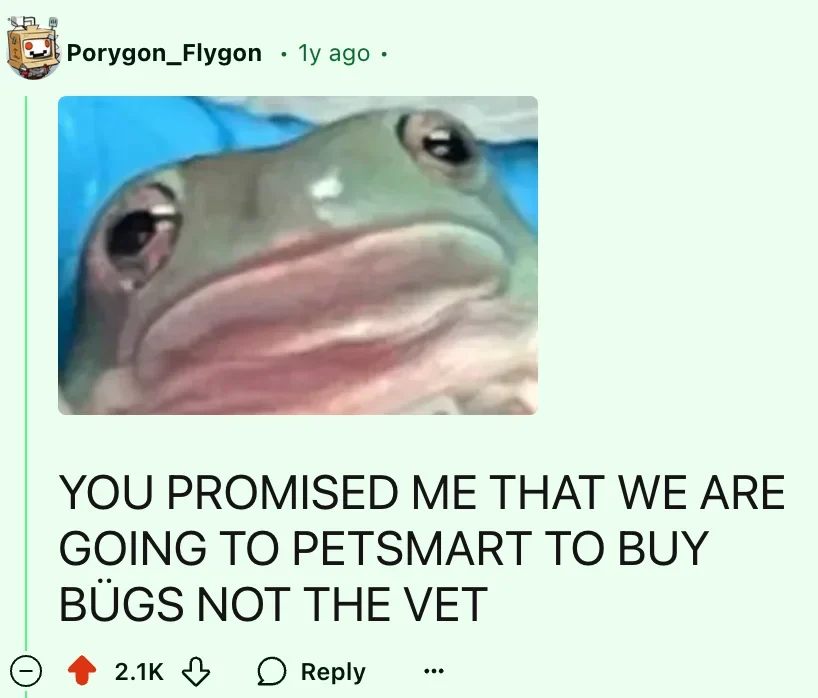 Porygon_Flygon · 1y ago ·
YOU PROMISED ME THAT WE ARE
GOING TO PETSMART TO BUY
BÜGS NOT THE VET
2.1K Reply ...